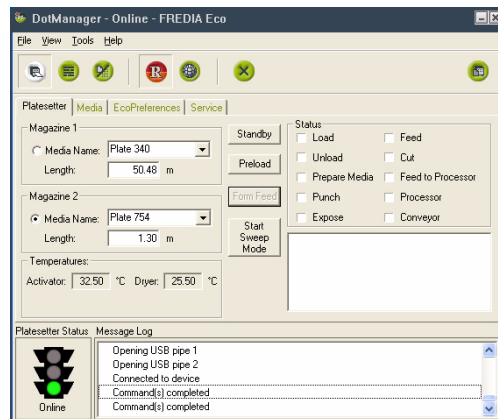 DotManager - Online - FREDIA Eco
File View Tools Help
R
Platesetter Media EcoPreferences Service
Magazine 1
Media Name: Plate 340
Length: 50.48 m
Magazine 2
Media Name: Plate 754
Length: 1.30 m
Temperatures:
Activator: 32.50 °C Dryer: 25.50 °C
Standby
Preload
Form Feed
Start
Sweep
Mode
Status
Load Feed
Unload Cut
Prepare Media Feed to Processor
Punch Processor
Expose Conveyor
Platesetter Status Message Log
Opening USB pipe 1
Opening USB pipe 2
Connected to device
Command(s) completed
Command(s) completed
Online